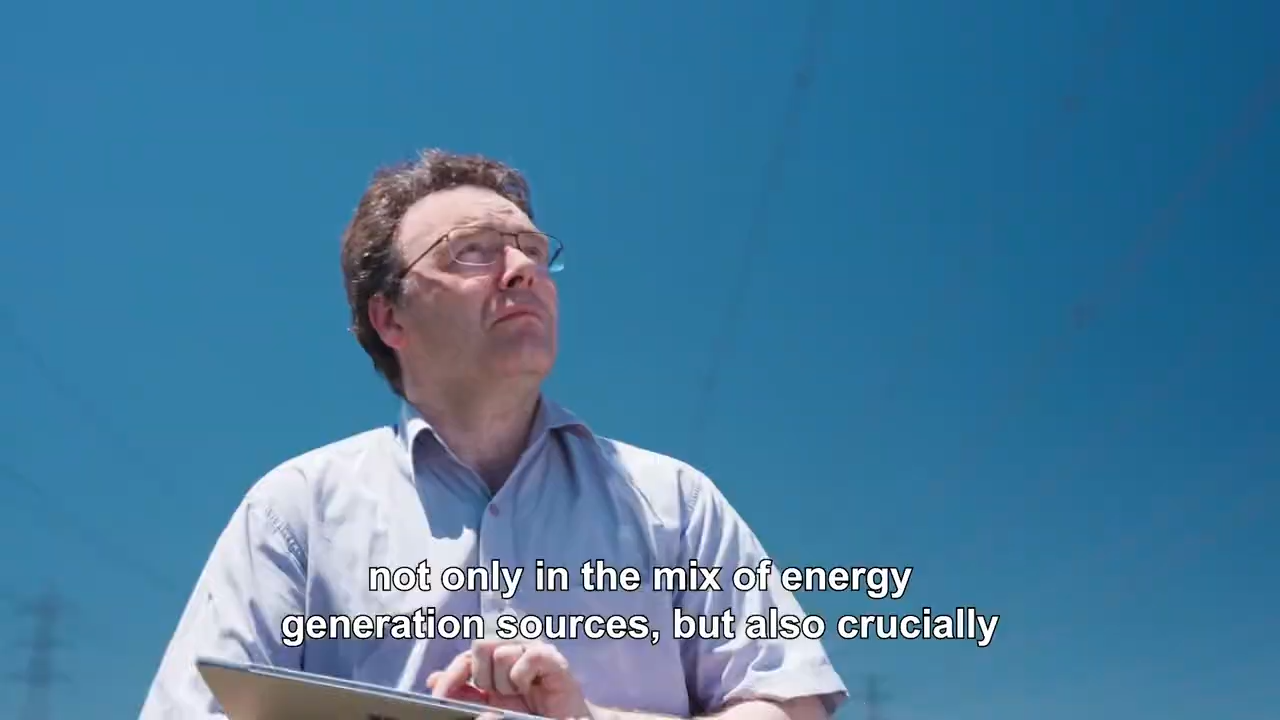 not only in the mix of energy
generation sources, but also crucially